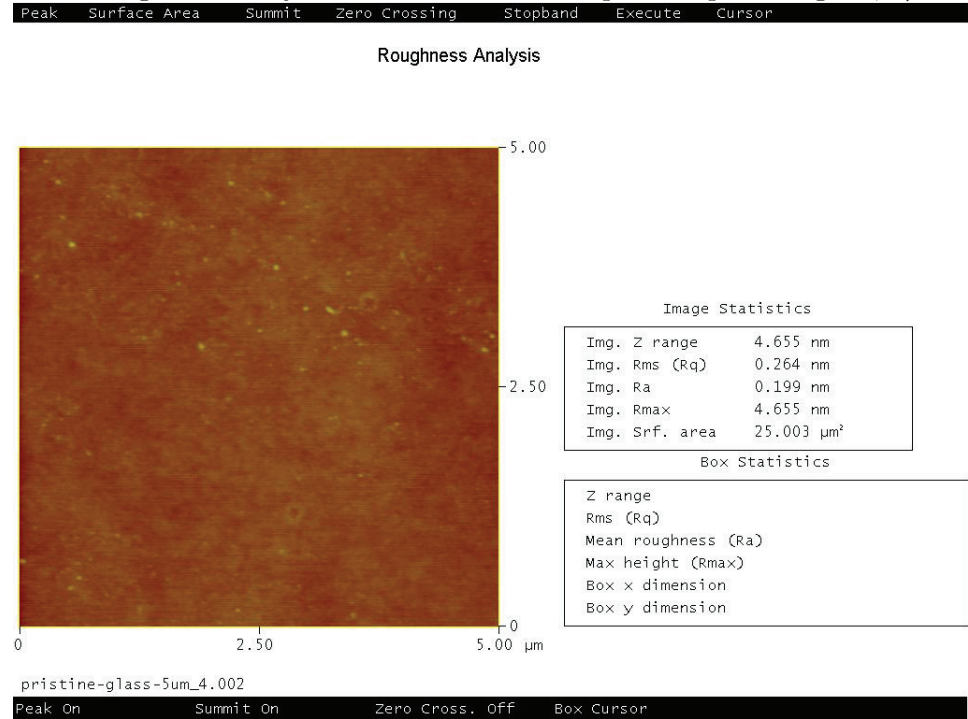 Peak Surface Area Summit Zero Crossing Stopband Execute Cursor
Roughness Analysis
5.00
2.50
0
0 2.50 5.00 µm
Image Statistics
Img. Z range 4.655 nm
Img. Rms (Rq) 0.264 nm
Img. Ra 0.199 nm
Img. Rmax 4.655 nm
Img. Srf. area 25.003 µm²
Box Statistics
Z range
Rms (Rq)
Mean roughness (Ra)
Max height (Rmax)
Box x dimension
Box y dimension
pristine-glass-5um_4.002
Peak On Summit On Zero Cross. Off Box Cursor